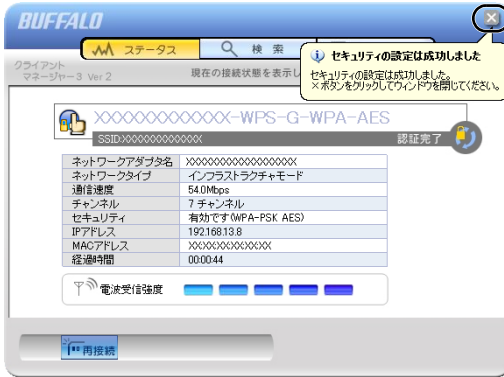 BUFFALO
ステータス
検 索
クライアント
マネージャー3 Ver 2
現在の接続状態を表示し
セキュリティの設定は成功しました
セキュリティの設定は成功しました。
×ボタンをクリックしてウィンドウを閉じてください。
XXXXXXXXXXXXX-WPS-G-WPA-AES
SSID:XXXXXXXXXXXX
認証完了
ネットワークアダプタ名 XXXXXXXXXXXXXXXXXX
ネットワークタイプ インフラストラクチャモード
通信速度 54.0Mbps
チャンネル 7 チャンネル
セキュリティ 有効です(WPA-PSK AES)
IPアドレス 192.168.13.8
MACアドレス XXXXXXXXXXXX
経過時間 00:00:44
電波受信強度
再接続